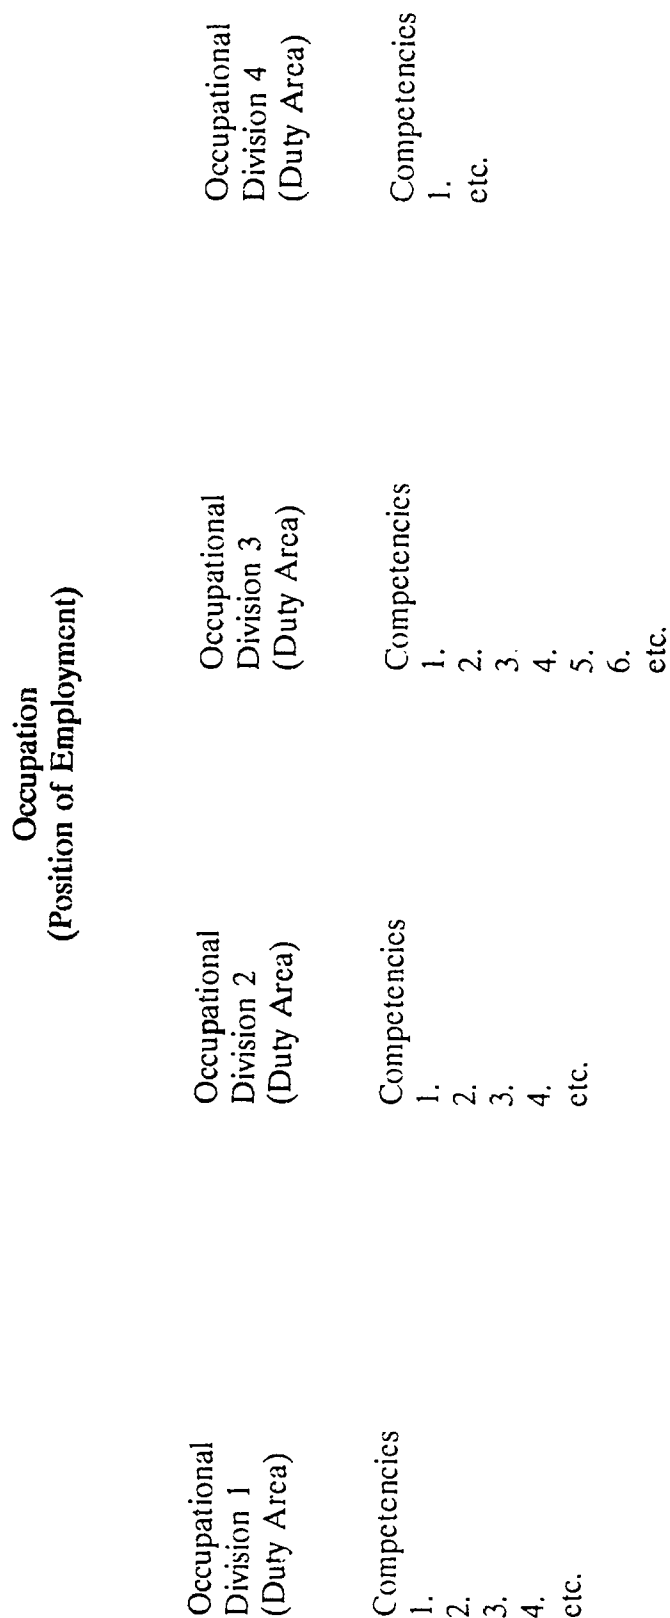 Occupation
(Position of Employment)
Occupational
Division 1
(Duty Area)
Competencies
1.
2.
3.
4.
etc.
Occupational
Division 2
(Duty Area)
Competencies
1.
2.
3.
4.
etc.
Occupational
Division 3
(Duty Area)
Competencies
1.
2.
3.
4.
5.
6.
etc.
Occupational
Division 4
(Duty Area)
Competencies
1.
etc.